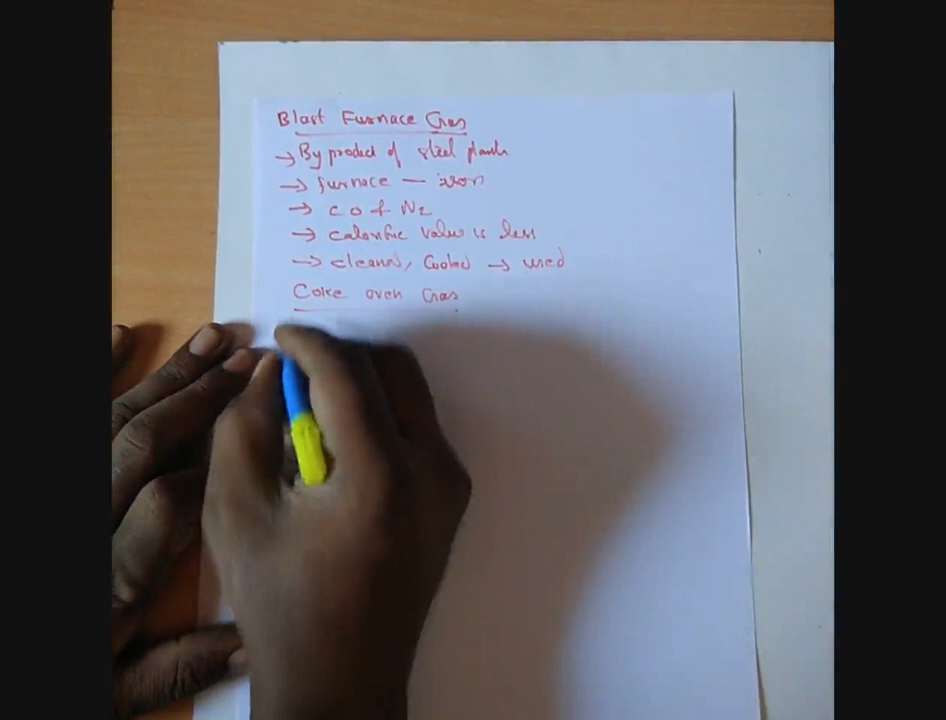 Blast Furnace Gas
→ By product of steel plants
→ furnace — iron
→ CO & N2
→ calorific value is less
→ cleaned, Cooled → used
Coke oven Gas